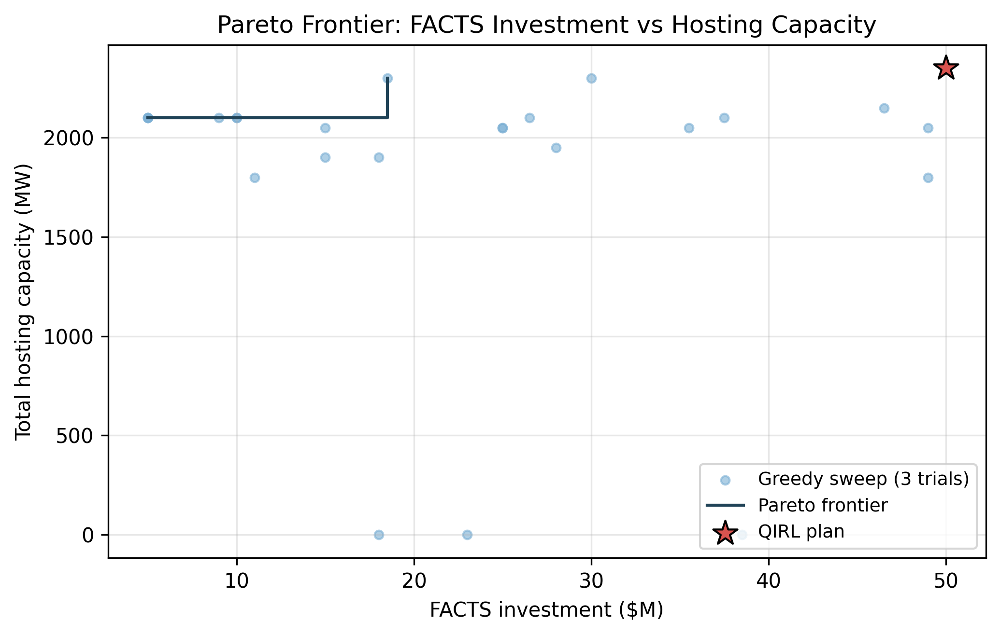 Pareto Frontier: FACTS Investment vs Hosting Capacity
Total hosting capacity (MW)
2000
1500
1000
500
0
Greedy sweep (3 trials)
Pareto frontier
QIRL plan
10 20 30 40 50
FACTS investment ($M)